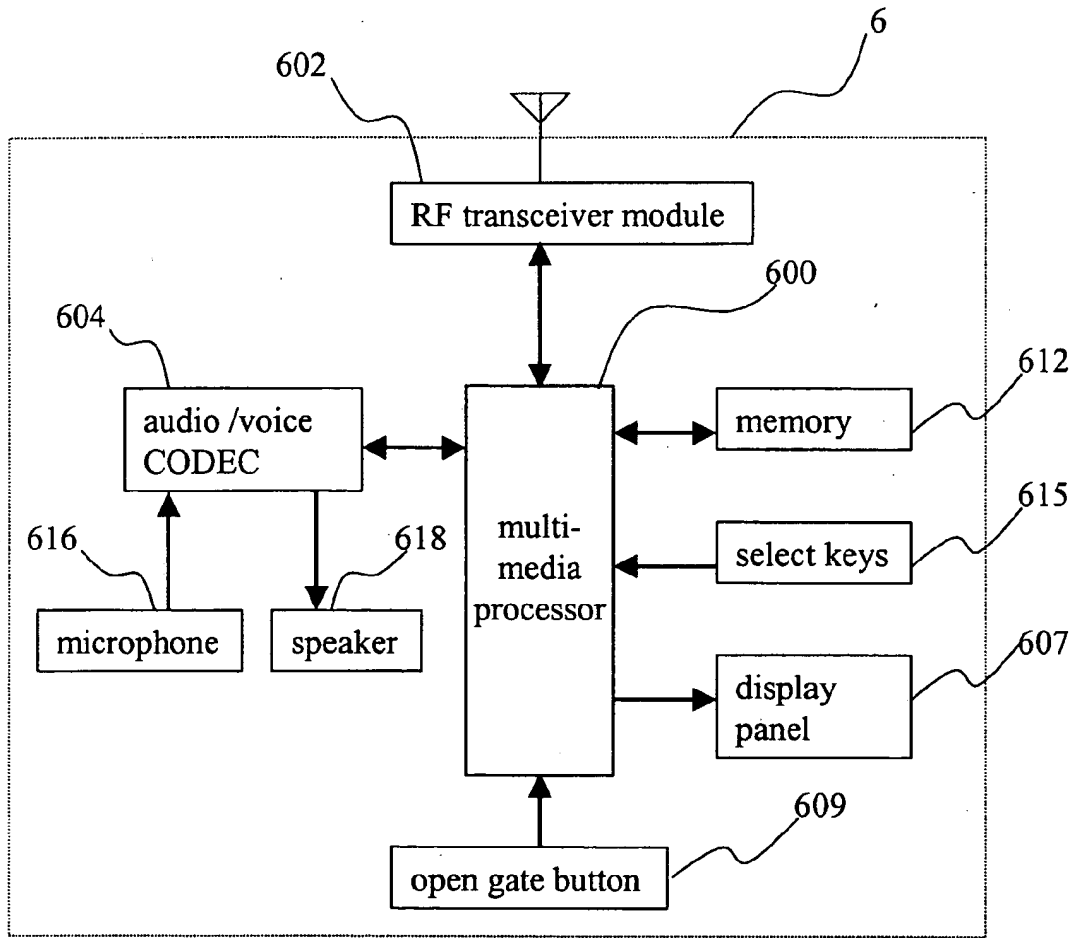 6
602
RF transceiver module
600
604
audio /voice
CODEC
612
memory
multi-
media
processor
615
select keys
616
618
microphone
speaker
607
display
panel
609
open gate button